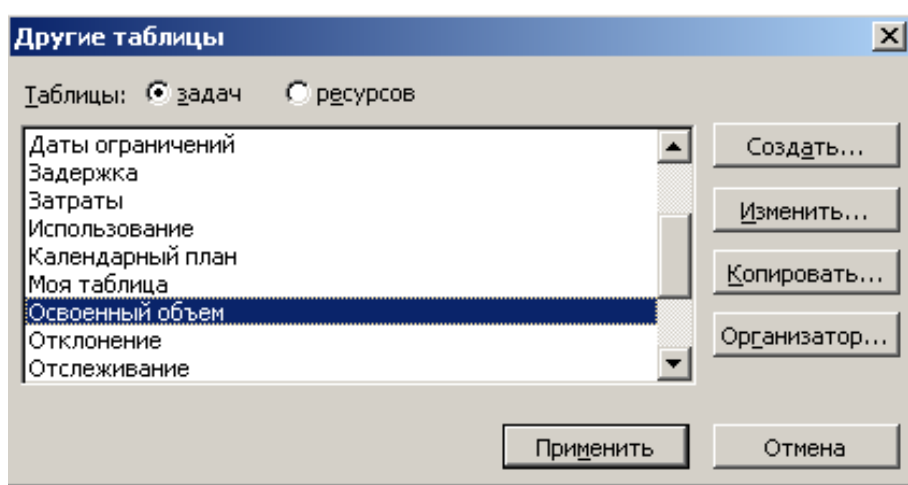 Другие таблицы
Таблицы: задач ресурсов
Даты ограничений
Задержка
Затраты
Использование
Календарный план
Моя таблица
Освоенный объем
Отклонение
Отслеживание
Создать...
Изменить...
Копировать...
Организатор...
Применить Отмена